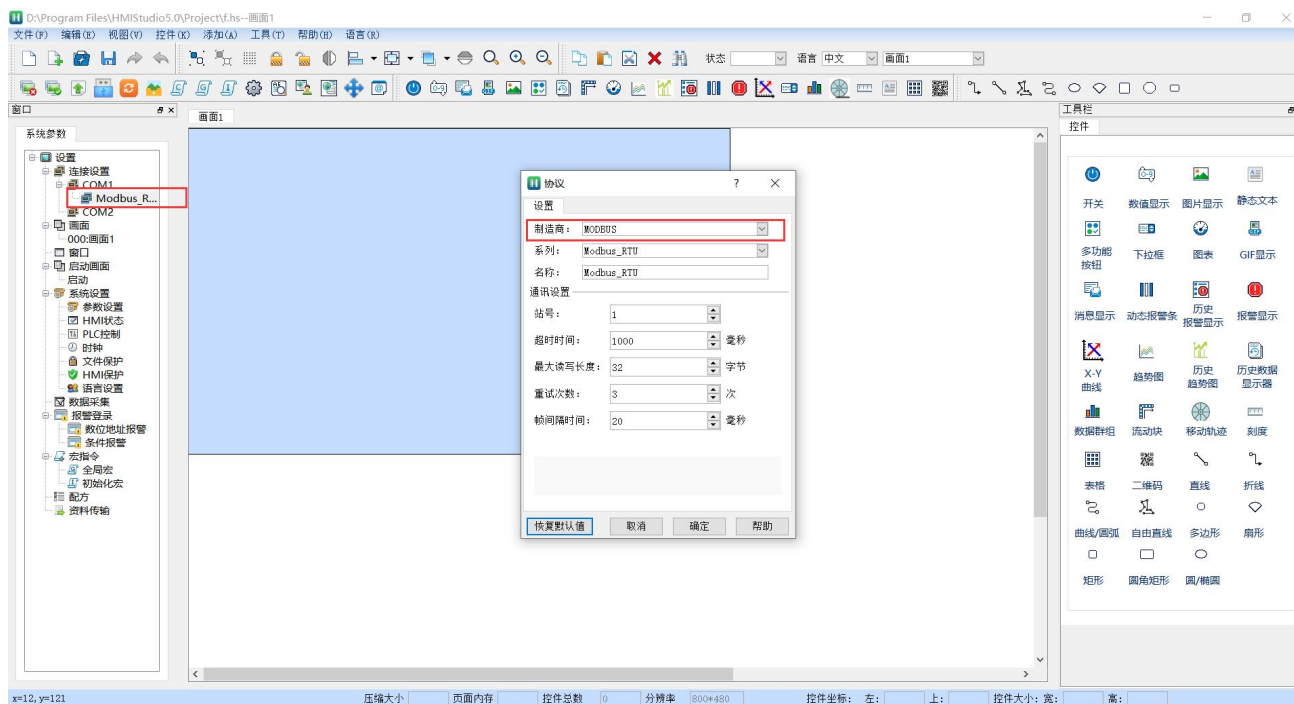 D:\Program Files\HMIStudio5.0\Project\f.hs--画面1
文件(F) 编辑(E) 视图(V) 控件(K) 添加(A) 工具(T) 帮助(H) 语言(R)
状态 语言 中文 画面1
窗口
画面1
系统参数
设置
连接设置
COM1
Modbus_R...
COM2
画面
000:画面1
窗口
启动画面
启动
系统设置
参数设置
HMI状态
PLC控制
时钟
文件保护
HMI保护
语言设置
数据采集
报警登录
数位地址报警
条件报警
宏指令
全局宏
初始化宏
配方
资料传输
协议
设置
制造商: MODBUS
系列: Modbus_RTU
名称: Modbus_RTU
通讯设置
站号: 1
超时时间: 1000 毫秒
最大读写长度: 32 字节
重试次数: 3 次
帧间隔时间: 20 毫秒
恢复默认值 取消 确定 帮助
工具栏
控件
开关 数值显示 图片显示 静态文本
多功能按钮 下拉框 图表 GIF显示
消息显示 动态报警条 历史报警显示 报警显示
X-Y曲线 趋势图 历史趋势图 历史数据显示器
数据群组 流动块 移动轨迹 刻度
表格 二维码 直线 折线
曲线/圆弧 自由直线 多边形 扇形
矩形 圆角矩形 圆/椭圆
x=12, y=121 压缩大小 页面内存 控件总数 0 分辨率 800*480 控件坐标: 左: 上: 控件大小: 宽: 高: